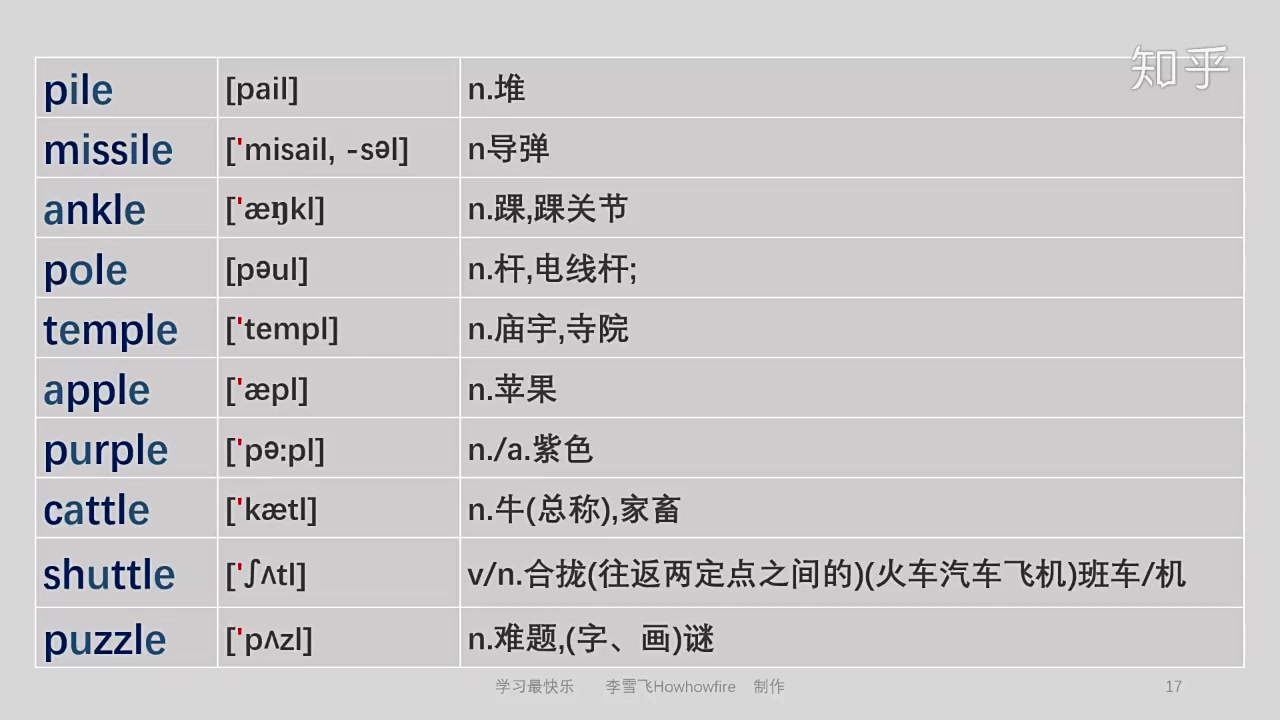 知乎
pile [pail] n.堆
missile ['misail, -səl] n导弹
ankle ['æŋkl] n.踝,踝关节
pole [pəul] n.杆,电线杆;
temple ['templ] n.庙宇,寺院
apple ['æpl] n.苹果
purple ['pə:pl] n./a.紫色
cattle ['kætl] n.牛(总称),家畜
shuttle ['ʃʌtl] v/n.合拢(往返两定点之间的)(火车汽车飞机)班车/机
puzzle ['pʌzl] n.难题,(字、画)谜
学习最快乐 李雪飞Howhowfire 制作 17